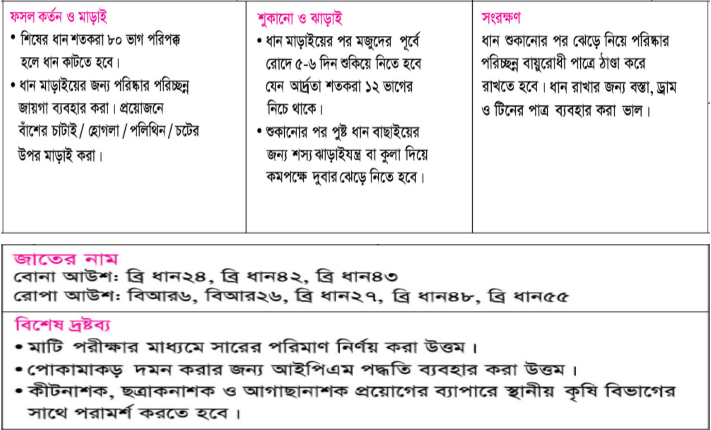 ফসল কর্তন ও মাড়াই
• শিষের ধান শতকরা ৮০ ভাগ পরিপক্ক
হলে ধান কাটতে হবে।
• ধান মাড়াইয়ের জন্য পরিষ্কার পরিচ্ছন্ন
জায়গা ব্যবহার করা। প্রয়োজনে
বাঁশের চাটাই/ হোগলা / পলিথিন / চটের
উপর মাড়াই করা।
শুকানো ও ঝাড়াই
• ধান মাড়াইয়ের পর মজুদের পূর্বে
রোদে ৫-৬ দিন শুকিয়ে নিতে হবে
যেন আর্দ্রতা শতকরা ১২ ভাগের
নিচে থাকে।
• শুকানোর পর পুষ্ট ধান বাছাইয়ের
জন্য শস্য ঝাড়াইযন্ত্র বা কুলা দিয়ে
কমপক্ষে দুবার ঝেড়ে নিতে হবে।
সংরক্ষণ
ধান শুকানোর পর ঝেড়ে নিয়ে পরিষ্কার
পরিচ্ছন্ন বায়ুরোধী পাত্রে ঠাণ্ডা করে
রাখতে হবে। ধান রাখার জন্য বস্তা, ড্রাম
ও টিনের পাত্র ব্যবহার করা ভাল।
জাতের নাম
বোনা আউশ: ব্রি ধান২৪, ব্রি ধান৪২, ব্রি ধান৪৩
রোপা আউশ: বিআর৬, বিআর২৬, ব্রি ধান২৭, ব্রি ধান৪৮, ব্রি ধান৫৫
বিশেষ দ্রষ্টব্য
• মাটি পরীক্ষার মাধ্যমে সারের পরিমাণ নির্ণয় করা উত্তম।
• পোকামাকড় দমন করার জন্য আইপিএম পদ্ধতি ব্যবহার করা উত্তম।
• কীটনাশক, ছত্রাকনাশক ও আগাছানাশক প্রয়োগের ব্যাপারে স্থানীয় কৃষি বিভাগের
সাথে পরামর্শ করতে হবে।